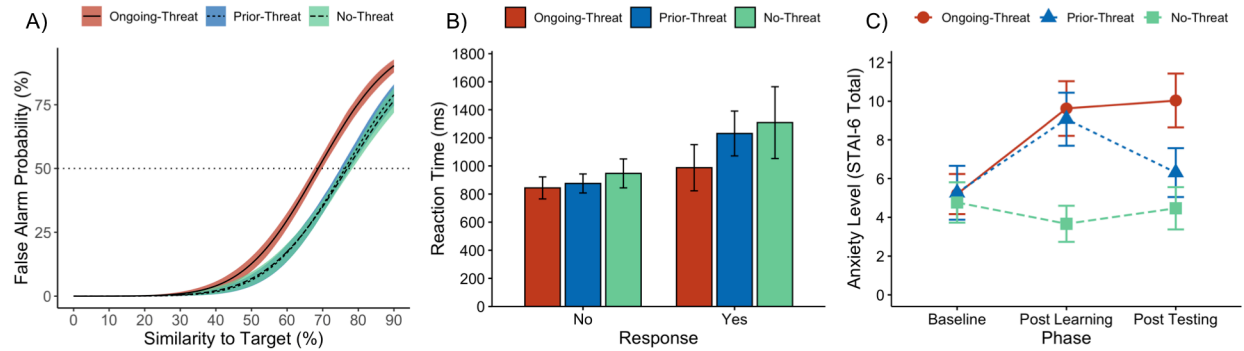 A)
Ongoing-Threat Prior-Threat No-Threat
False Alarm Probability (%)
75
50
25
0
0 10 20 30 40 50 60 70 80 90
Similarity to Target (%)
B)
Ongoing-Threat Prior-Threat No-Threat
Reaction Time (ms)
1800
1600
1400
1200
1000
800
600
400
200
0
No Yes
Response
C)
Ongoing-Threat Prior-Threat No-Threat
Anxiety Level (STAI-6 Total)
12
10
8
6
4
2
0
Baseline Post Learning Post Testing
Phase